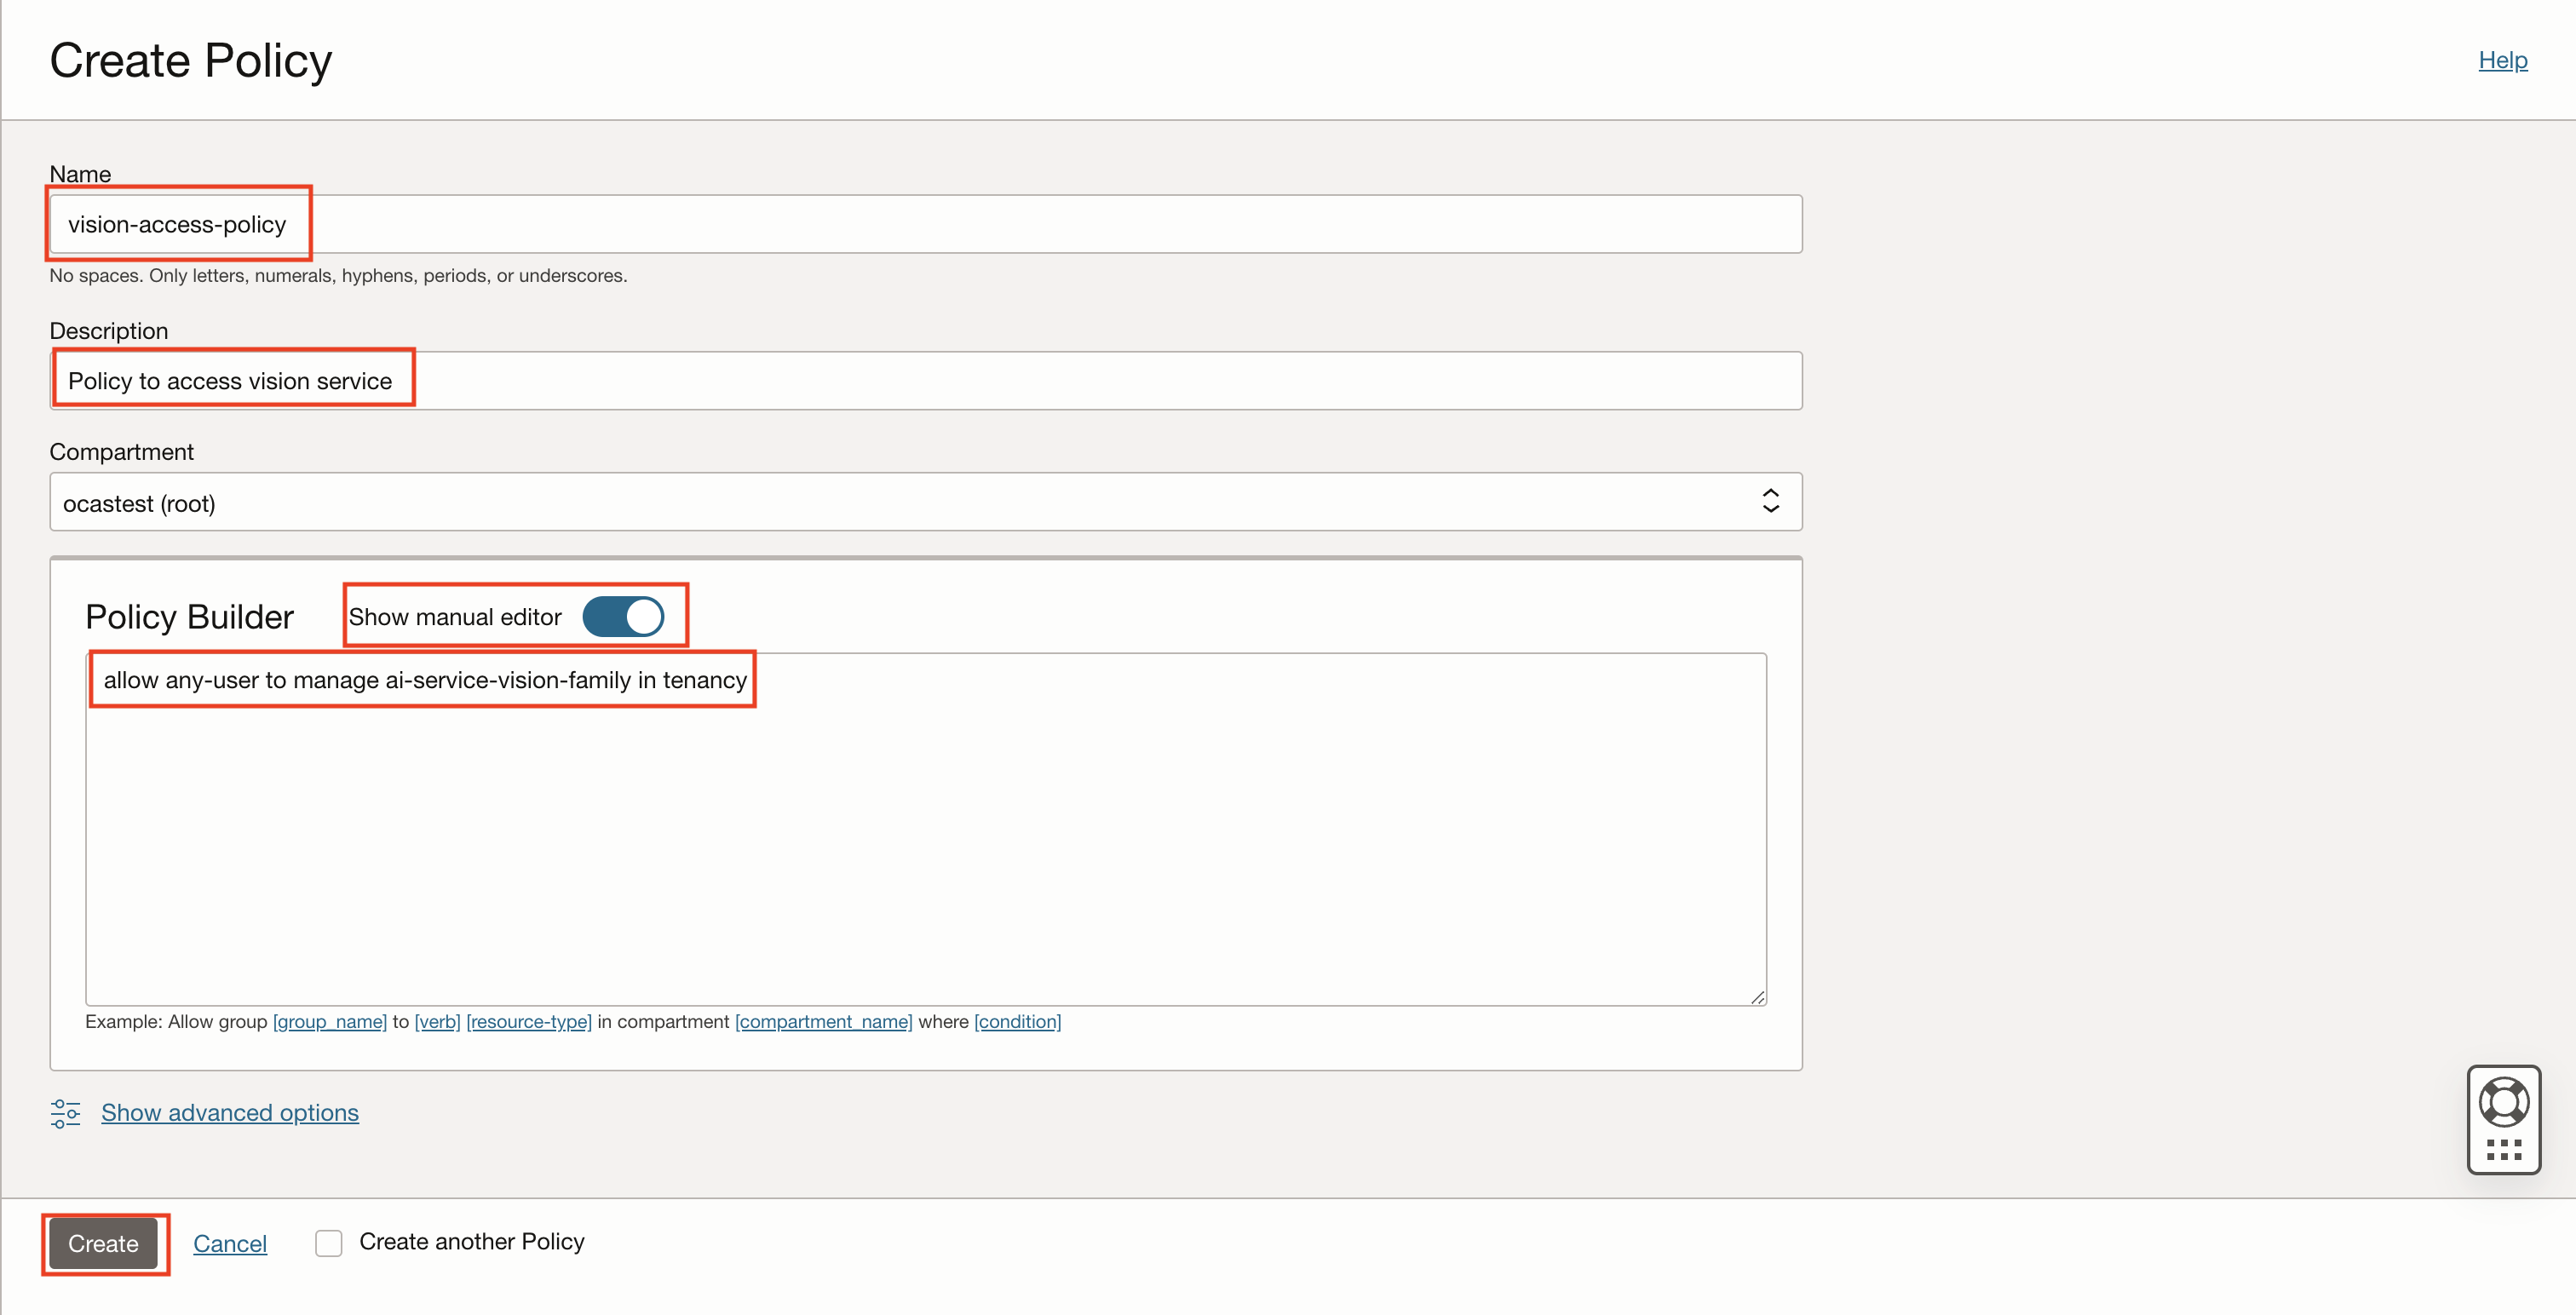 Create Policy
Help
Name
vision-access-policy
No spaces. Only letters, numerals, hyphens, periods, or underscores.
Description
Policy to access vision service
Compartment
ocastest (root)
Policy Builder
Show manual editor
allow any-user to manage ai-service-vision-family in tenancy
Example: Allow group [group_name] to [verb] [resource-type] in compartment [compartment_name] where [condition]
Show advanced options
Create
Cancel
Create another Policy